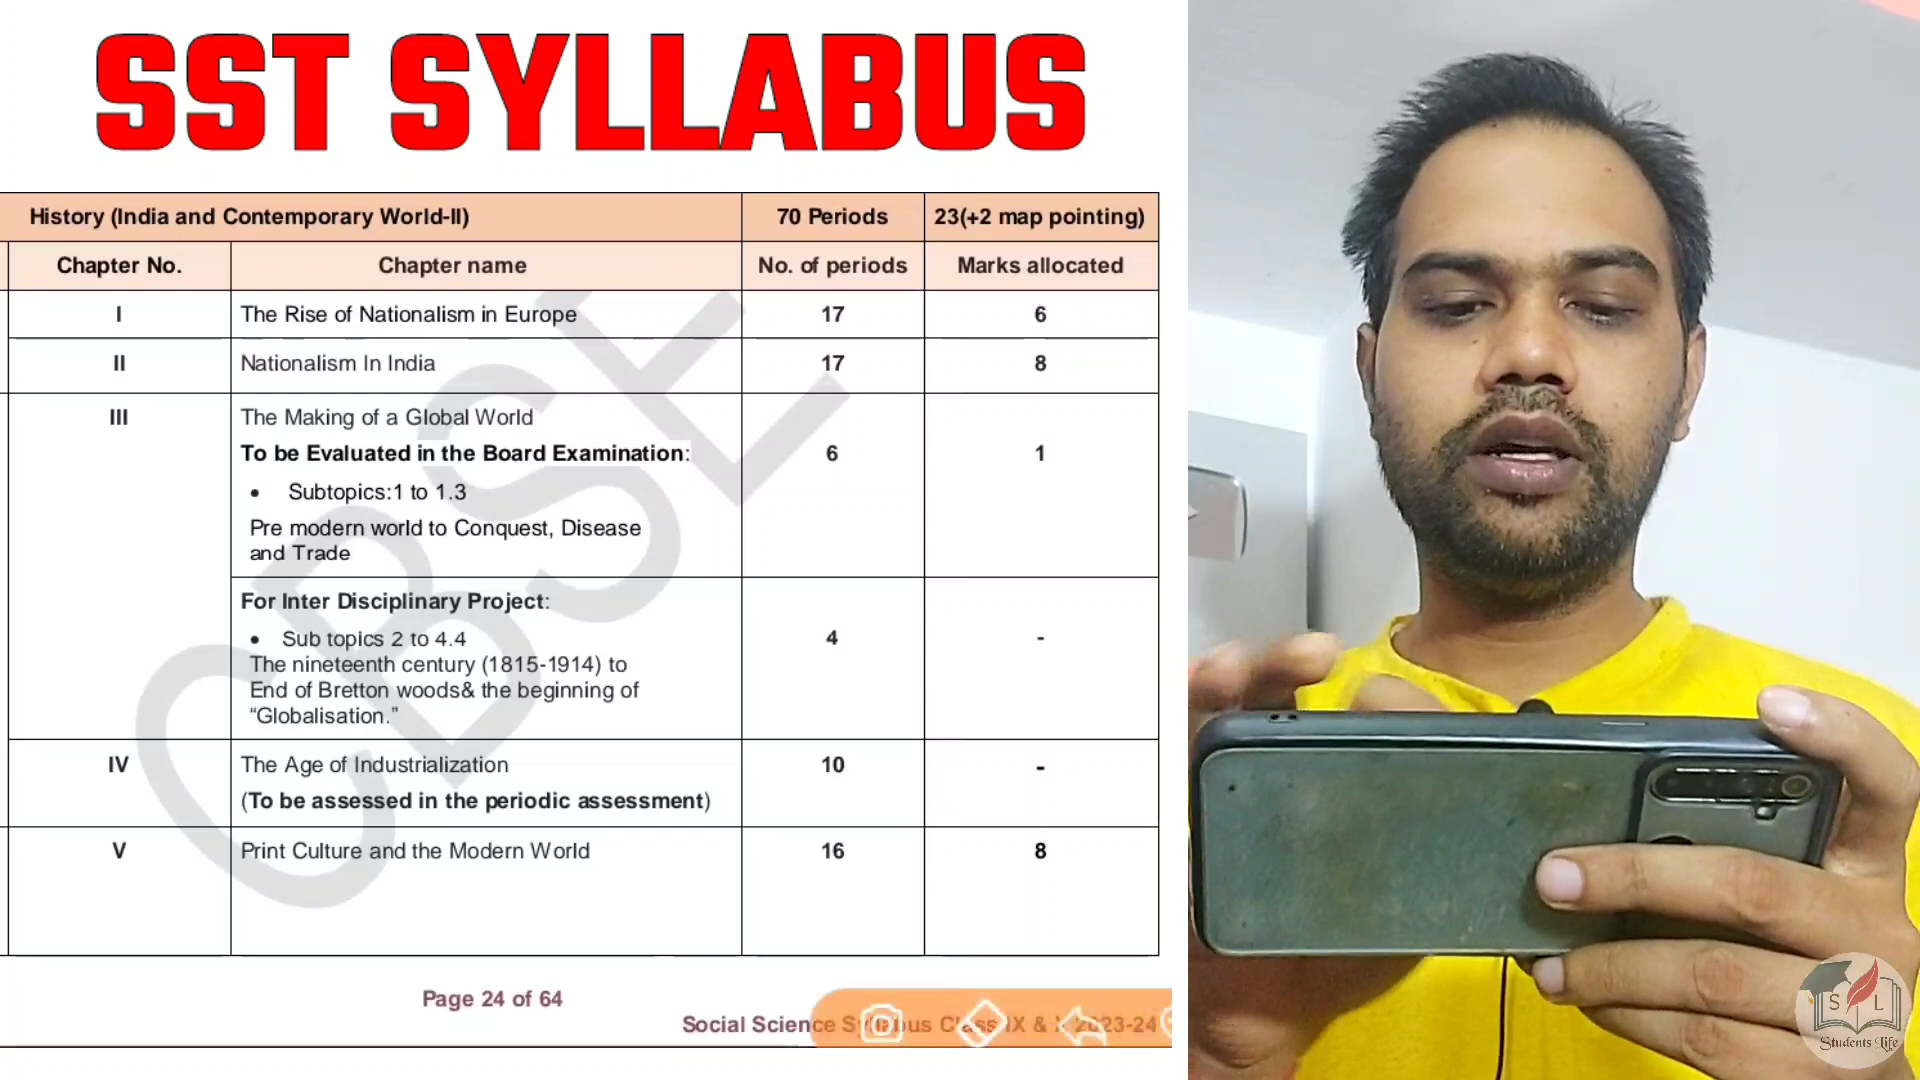 SST SYLLABUS
History (India and Contemporary World-II) 70 Periods 23(+2 map pointing)
Chapter No. Chapter name No. of periods Marks allocated
I The Rise of Nationalism in Europe 17 6
II Nationalism In India 17 8
III The Making of a Global World
To be Evaluated in the Board Examination: 6 1
• Subtopics:1 to 1.3
Pre modern world to Conquest, Disease
and Trade
For Inter Disciplinary Project:
• Sub topics 2 to 4.4 4 -
The nineteenth century (1815-1914) to
End of Bretton woods& the beginning of
“Globalisation.”
IV The Age of Industrialization 10 -
(To be assessed in the periodic assessment)
V Print Culture and the Modern World 16 8
CBSE
Page 24 of 64
Social Science Syllabus Class IX & X 2023-24
S L
Students Life